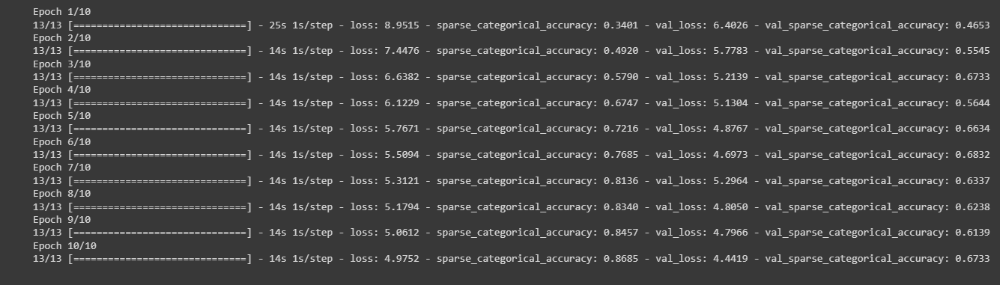 Epoch 1/10
13/13 [==============================] - 25s 1s/step - loss: 8.9515 - sparse_categorical_accuracy: 0.3401 - val_loss: 6.4026 - val_sparse_categorical_accuracy: 0.4653
Epoch 2/10
13/13 [==============================] - 14s 1s/step - loss: 7.4476 - sparse_categorical_accuracy: 0.4920 - val_loss: 5.7783 - val_sparse_categorical_accuracy: 0.5545
Epoch 3/10
13/13 [==============================] - 14s 1s/step - loss: 6.6382 - sparse_categorical_accuracy: 0.5790 - val_loss: 5.2139 - val_sparse_categorical_accuracy: 0.6733
Epoch 4/10
13/13 [==============================] - 14s 1s/step - loss: 6.1229 - sparse_categorical_accuracy: 0.6747 - val_loss: 5.1304 - val_sparse_categorical_accuracy: 0.5644
Epoch 5/10
13/13 [==============================] - 14s 1s/step - loss: 5.7671 - sparse_categorical_accuracy: 0.7216 - val_loss: 4.8767 - val_sparse_categorical_accuracy: 0.6634
Epoch 6/10
13/13 [==============================] - 14s 1s/step - loss: 5.5094 - sparse_categorical_accuracy: 0.7685 - val_loss: 4.6973 - val_sparse_categorical_accuracy: 0.6832
Epoch 7/10
13/13 [==============================] - 14s 1s/step - loss: 5.3121 - sparse_categorical_accuracy: 0.8136 - val_loss: 5.2964 - val_sparse_categorical_accuracy: 0.6337
Epoch 8/10
13/13 [==============================] - 14s 1s/step - loss: 5.1794 - sparse_categorical_accuracy: 0.8340 - val_loss: 4.8050 - val_sparse_categorical_accuracy: 0.6238
Epoch 9/10
13/13 [==============================] - 14s 1s/step - loss: 5.0612 - sparse_categorical_accuracy: 0.8457 - val_loss: 4.7966 - val_sparse_categorical_accuracy: 0.6139
Epoch 10/10
13/13 [==============================] - 14s 1s/step - loss: 4.9752 - sparse_categorical_accuracy: 0.8685 - val_loss: 4.4419 - val_sparse_categorical_accuracy: 0.6733